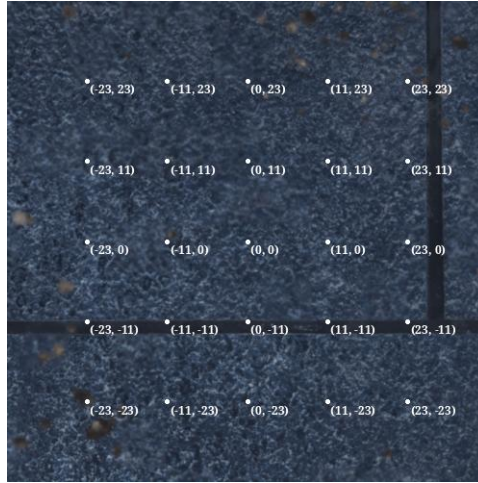 (-23, 23) (-11, 23) (0, 23) (11, 23) (23, 23)
(-23, 11) (-11, 11) (0, 11) (11, 11) (23, 11)
(-23, 0) (-11, 0) (0, 0) (11, 0) (23, 0)
(-23, -11) (-11, -11) (0, -11) (11, -11) (23, -11)
(-23, -23) (-11, -23) (0, -23) (11, -23) (23, -23)